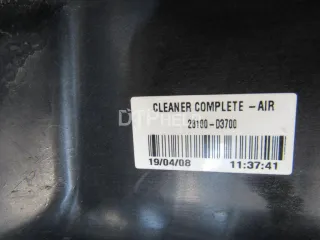 CLEANER COMPLETE - AIR
28100-D3700
19/04/08 11:37:41